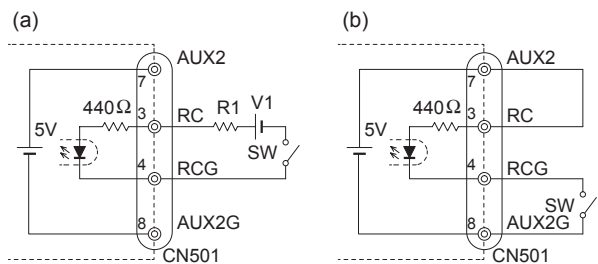 (a)
AUX2
7
440Ω
3
RC
R1
V1
5V
SW
4
RCG
8
AUX2G
CN501
(b)
AUX2
7
440Ω
3
RC
5V
4
RCG
SW
8
AUX2G
CN501